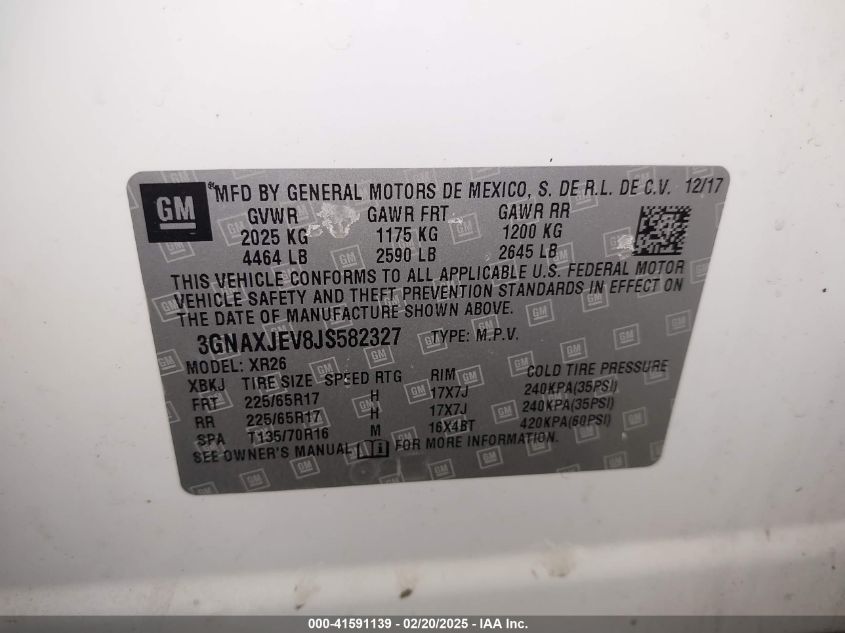 GM
*MFD BY GENERAL MOTORS DE MEXICO, S. DE R.L. DE C.V. 12/17
GVWR GAWR FRT GAWR RR
2025 KG 1175 KG 1200 KG
4464 LB 2590 LB 2645 LB
THIS VEHICLE CONFORMS TO ALL APPLICABLE U.S. FEDERAL MOTOR
VEHICLE SAFETY AND THEFT PREVENTION STANDARDS IN EFFECT ON
THE DATE OF MANUFACTURE SHOWN ABOVE.
3GNAXJEV8JS582327 TYPE: M.P.V.
MODEL: XR26
XBKJ TIRE SIZE SPEED RTG RIM COLD TIRE PRESSURE
FRT 225/65R17 H 17X7J 240KPA(35PSI)
RR 225/65R17 H 17X7J 240KPA(35PSI)
SPA T135/70R16 M 16X4BT 420KPA(60PSI)
SEE OWNER'S MANUAL FOR MORE INFORMATION.
000-41591139 - 02/20/2025 - IAA Inc.